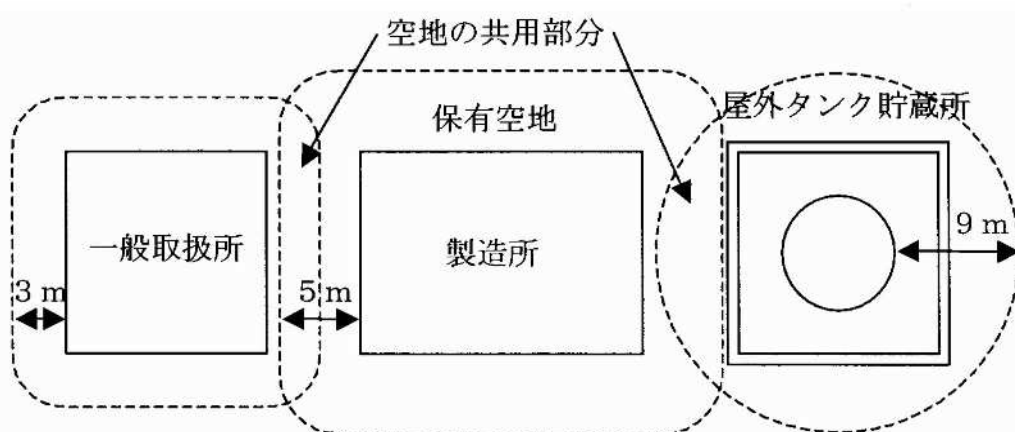 空地の共用部分
保有空地
屋外タンク貯蔵所
一般取扱所
製造所
9 m
3 m
5 m